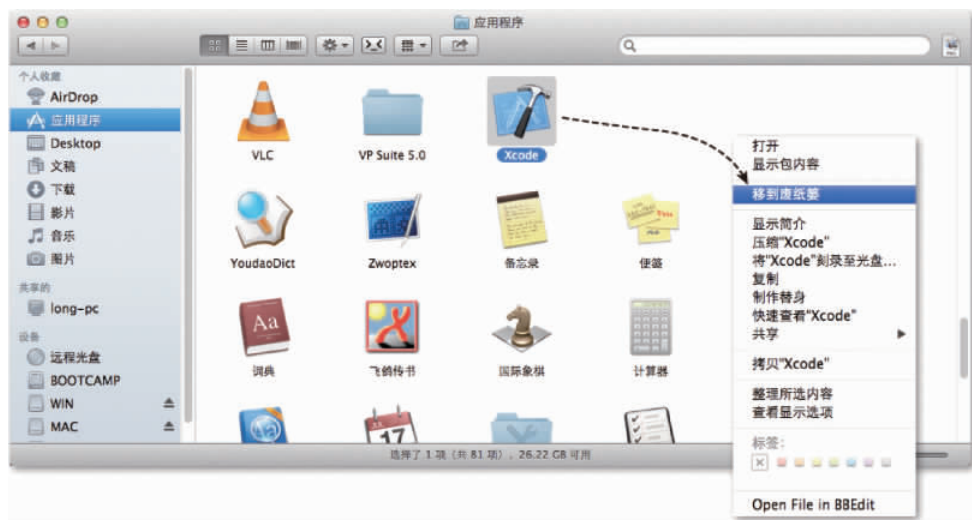 应用程序
个人收藏
AirDrop
应用程序
Desktop
文稿
下载
影片
音乐
图片
共享的
long-pc
设备
远程光盘
BOOTCAMP
WIN
MAC
VLC
VP Suite 5.0
Xcode
YoudaoDict
Zwoptex
备忘录
便签
词典
飞鸽传书
国际象棋
计算器
Aa
17
选择了 1 项（共 81 项），26.22 GB 可用
打开
显示包内容
移到废纸篓
显示简介
压缩"Xcode"
将"Xcode"刻录至光盘...
复制
制作替身
快速查看"Xcode"
共享
拷贝"Xcode"
整理所选内容
查看显示选项
标签:
Open File in BBEdit